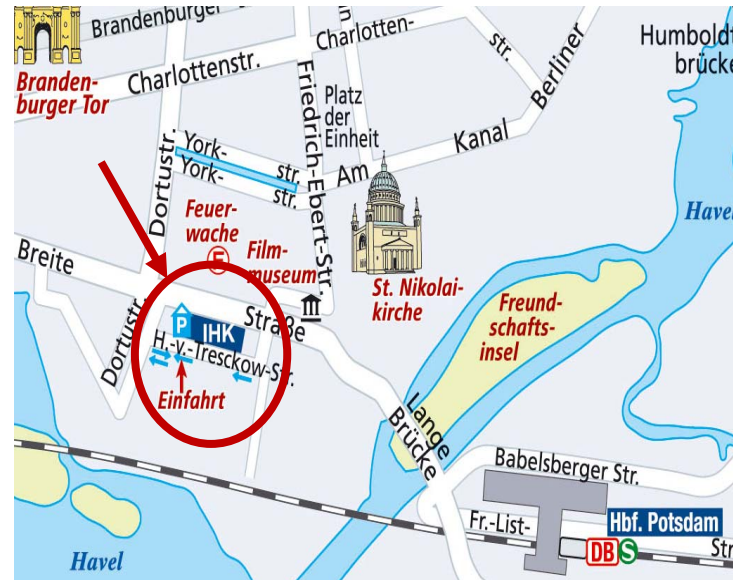 Brandenburger
Charlotten-
str.
Berliner
Humboldt
brücke
Branden-
burger Tor
Charlottenstr.
Friedrich-Ebert-Str.
Platz
der
Einheit
Am Kanal
York-
str.
York-
str.
Dortustr.
Feuer-
wache
F
Film-
museum
St. Nikolai-
kirche
Havel
Freund-
schafts-
insel
Breite
Straße
Dortustr.
P
IHK
H.-v.-Tresckow-Str.
Einfahrt
Lange
Brücke
Babelsberger Str.
Fr.-List-
Str
Hbf. Potsdam
DB
S
Havel